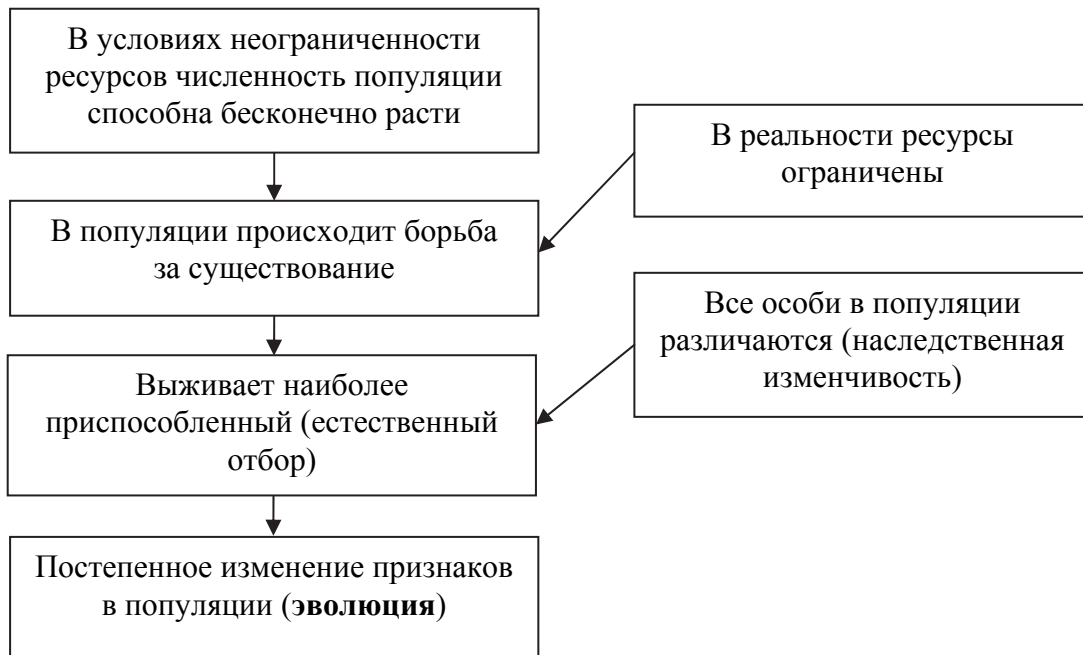 В условиях неограниченности
ресурсов численность популяции
способна бесконечно расти
В реальности ресурсы
ограничены
В популяции происходит борьба
за существование
Все особи в популяции
различаются (наследственная
изменчивость)
Выживает наиболее
приспособленный (естественный
отбор)
Постепенное изменение признаков
в популяции (эволюция)